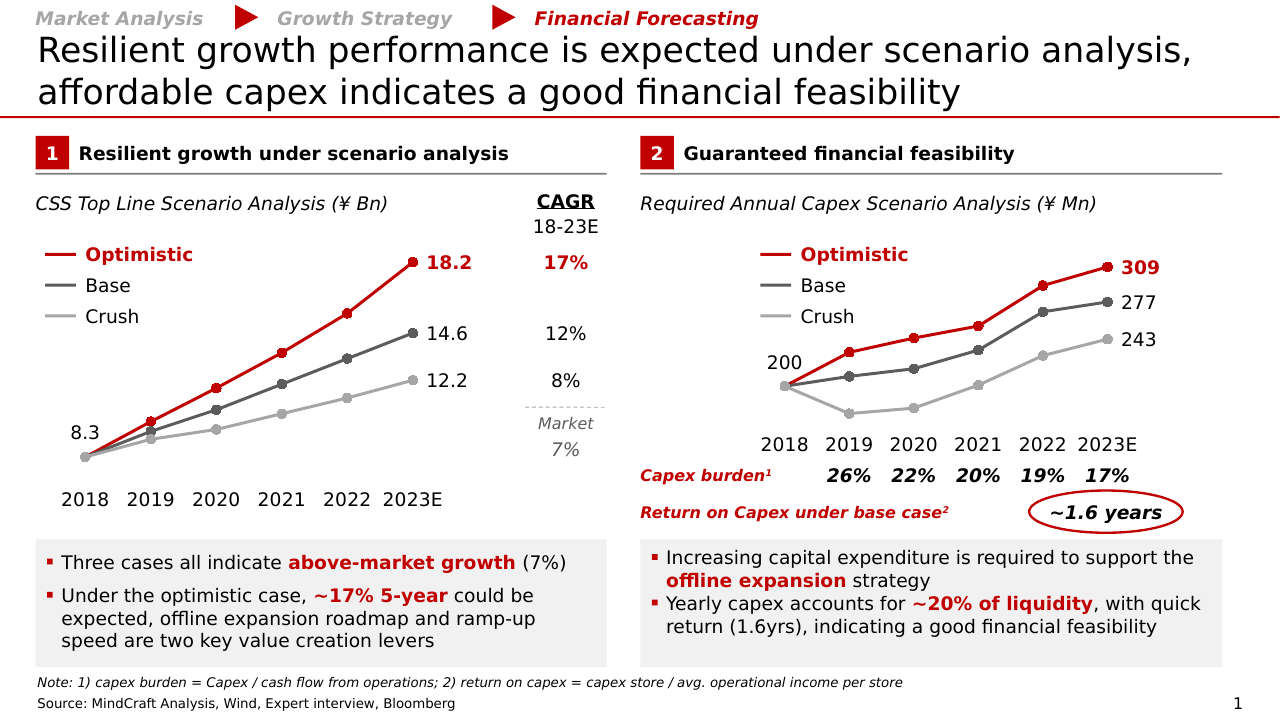 Market Analysis
Growth Strategy
Financial Forecasting
Resilient growth performance is expected under scenario analysis,
affordable capex indicates a good financial feasibility
1
Resilient growth under scenario analysis
CSS Top Line Scenario Analysis (¥ Bn)
CAGR
18-23E
Optimistic
Base
Crush
8.3
18.2
17%
14.6
12%
12.2
8%
Market
7%
2018 2019 2020 2021 2022 2023E
Three cases all indicate above-market growth (7%)
Under the optimistic case, ~17% 5-year could be
expected, offline expansion roadmap and ramp-up
speed are two key value creation levers
2
Guaranteed financial feasibility
Required Annual Capex Scenario Analysis (¥ Mn)
Optimistic
Base
Crush
200
309
277
243
2018 2019 2020 2021 2022 2023E
Capex burden¹ 26% 22% 20% 19% 17%
Return on Capex under base case² ~1.6 years
Increasing capital expenditure is required to support the
offline expansion strategy
Yearly capex accounts for ~20% of liquidity, with quick
return (1.6yrs), indicating a good financial feasibility
Note: 1) capex burden = Capex / cash flow from operations; 2) return on capex = capex store / avg. operational income per store
Source: MindCraft Analysis, Wind, Expert interview, Bloomberg
1